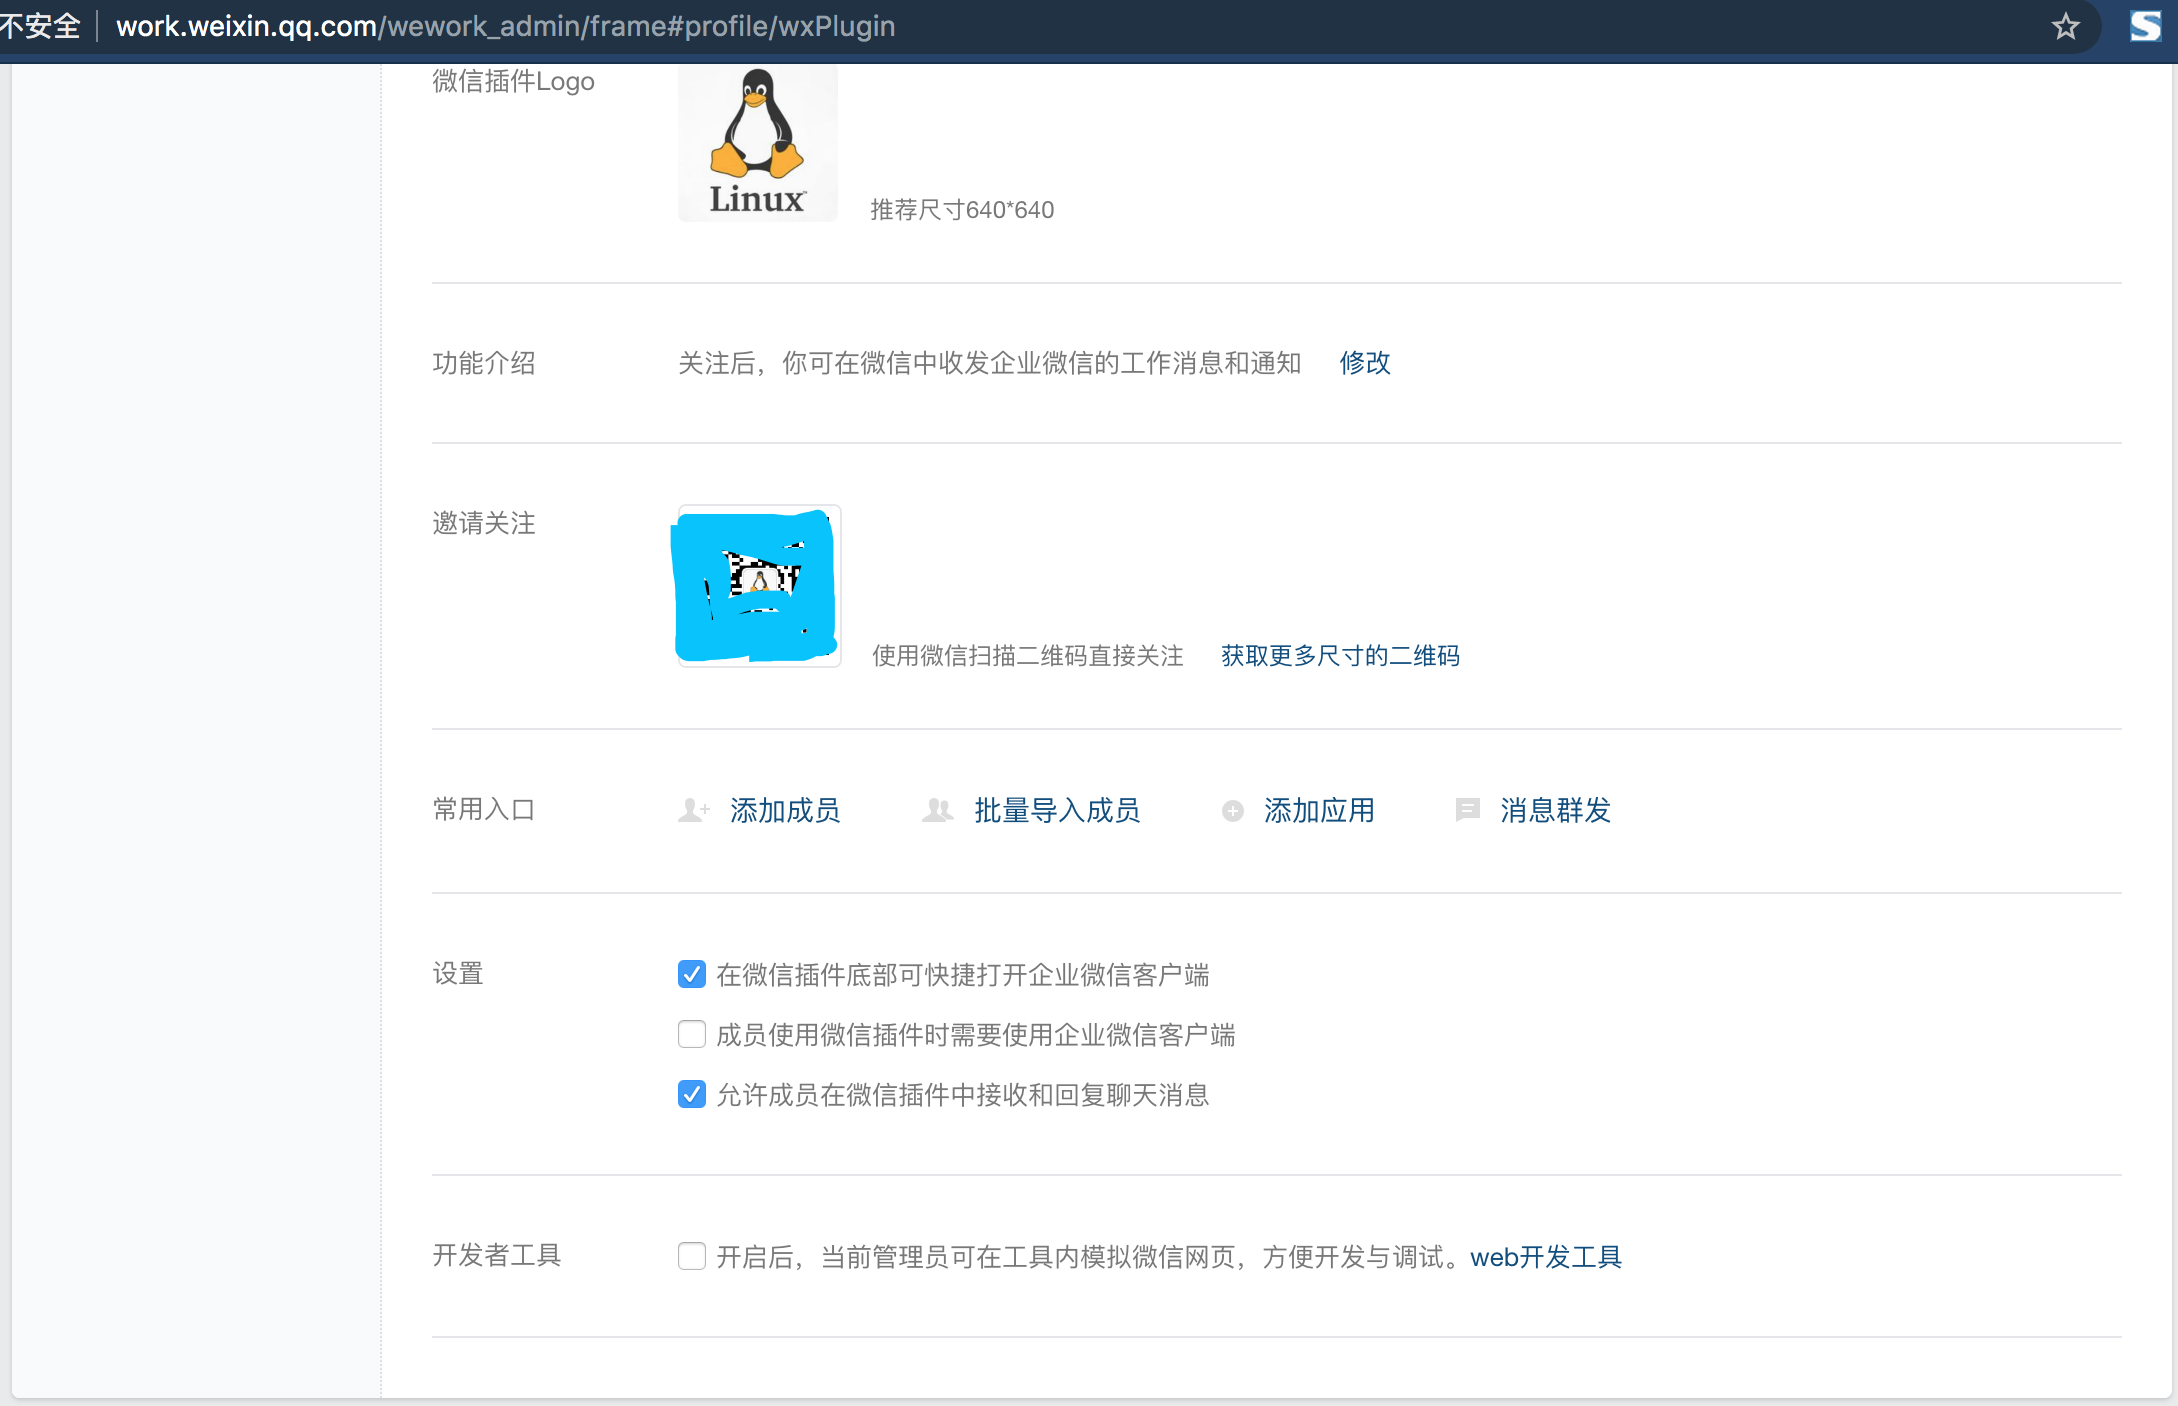 不安全 work.weixin.qq.com/wework_admin/frame#profile/wxPlugin
微信插件Logo
Linux™
推荐尺寸640*640
功能介绍 关注后，你可在微信中收发企业微信的工作消息和通知 修改
邀请关注
使用微信扫描二维码直接关注 获取更多尺寸的二维码
常用入口 添加成员 批量导入成员 添加应用 消息群发
设置 在微信插件底部可快捷打开企业微信客户端
成员使用微信插件时需要使用企业微信客户端
允许成员在微信插件中接收和回复聊天消息
开发者工具 开启后，当前管理员可在工具内模拟微信网页，方便开发与调试。web开发工具